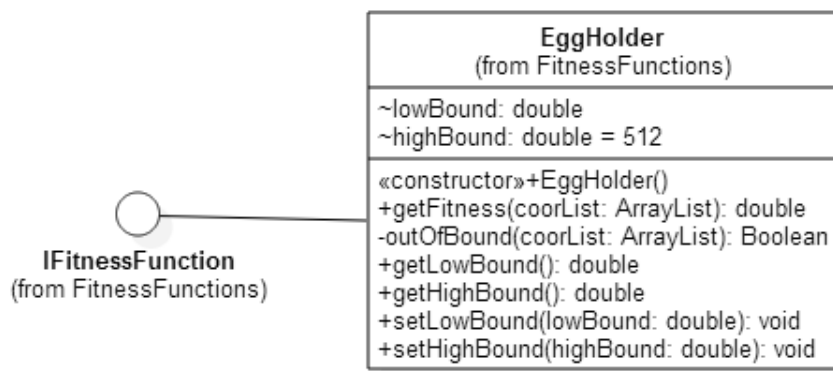 EggHolder
(from FitnessFunctions)
~lowBound: double
~highBound: double = 512
«constructor»+EggHolder()
+getFitness(coorList: ArrayList): double
-outOfBound(coorList: ArrayList): Boolean
+getLowBound(): double
+getHighBound(): double
+setLowBound(lowBound: double): void
+setHighBound(highBound: double): void
IFitnessFunction
(from FitnessFunctions)